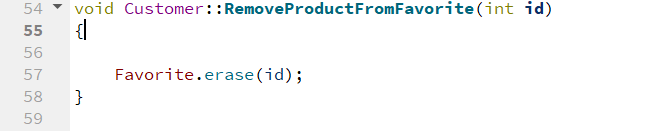 54 void Customer::RemoveProductFromFavorite(int id)
55 {
56
57 Favorite.erase(id);
58 }
59